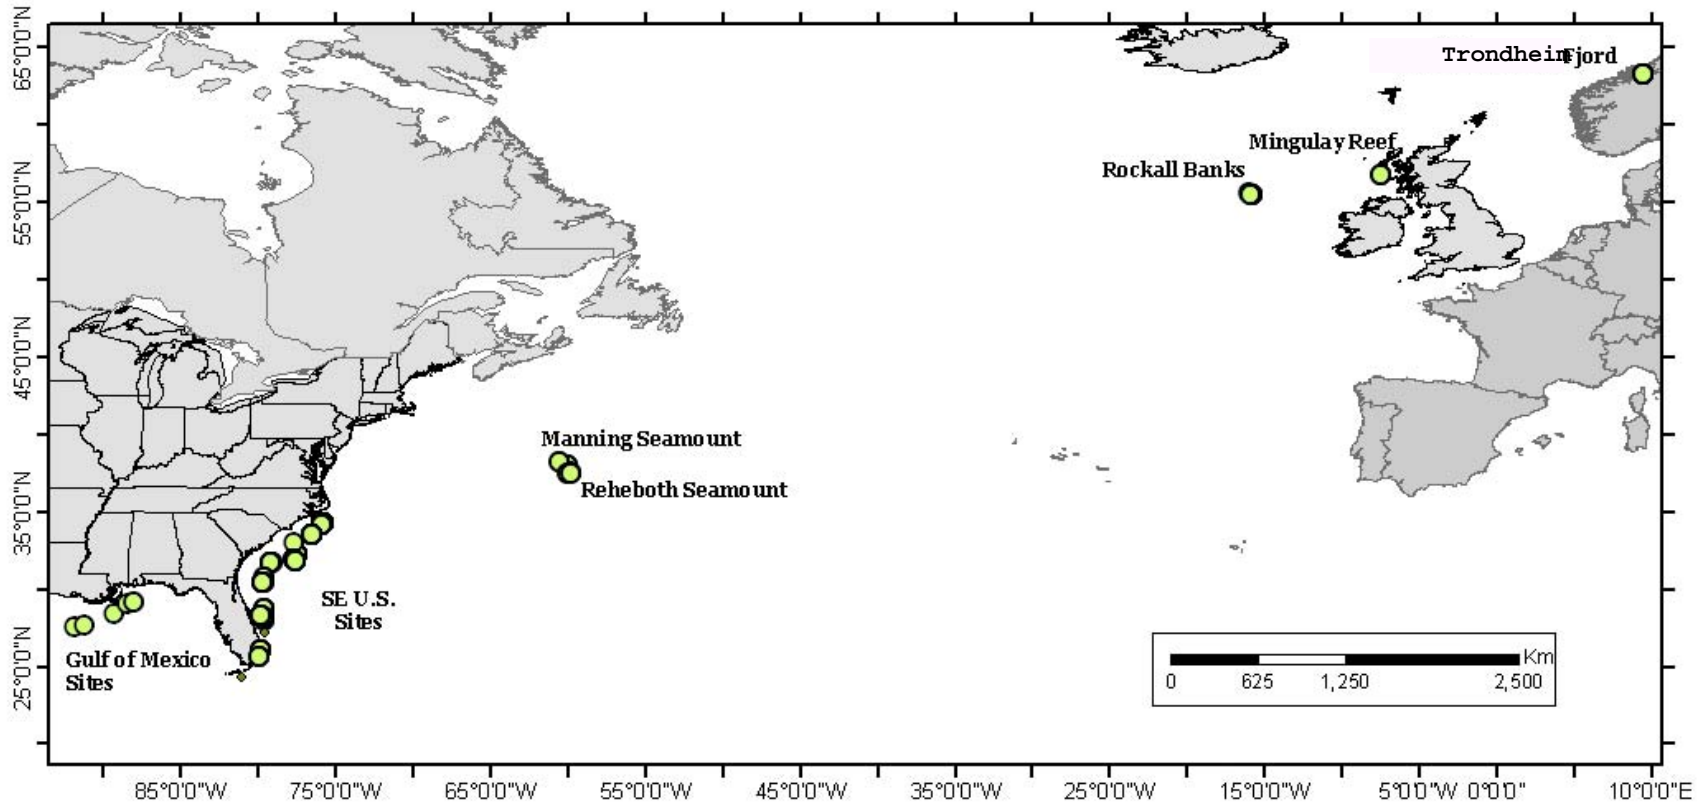 65°0'0"N
55°0'0"N
45°0'0"N
35°0'0"N
25°0'0"N
Trondheim Fjord
Mingulay Reef
Rockall Banks
Manning Seamount
Reheboth Seamount
SE U.S.
Sites
Gulf of Mexico
Sites
Km
0 625 1,250 2,500
85°0'0"W 75°0'0"W 65°0'0"W 55°0'0"W 45°0'0"W 35°0'0"W 25°0'0"W 15°0'0"W 5°0'0"W 0°0'0" 10°0'0"E